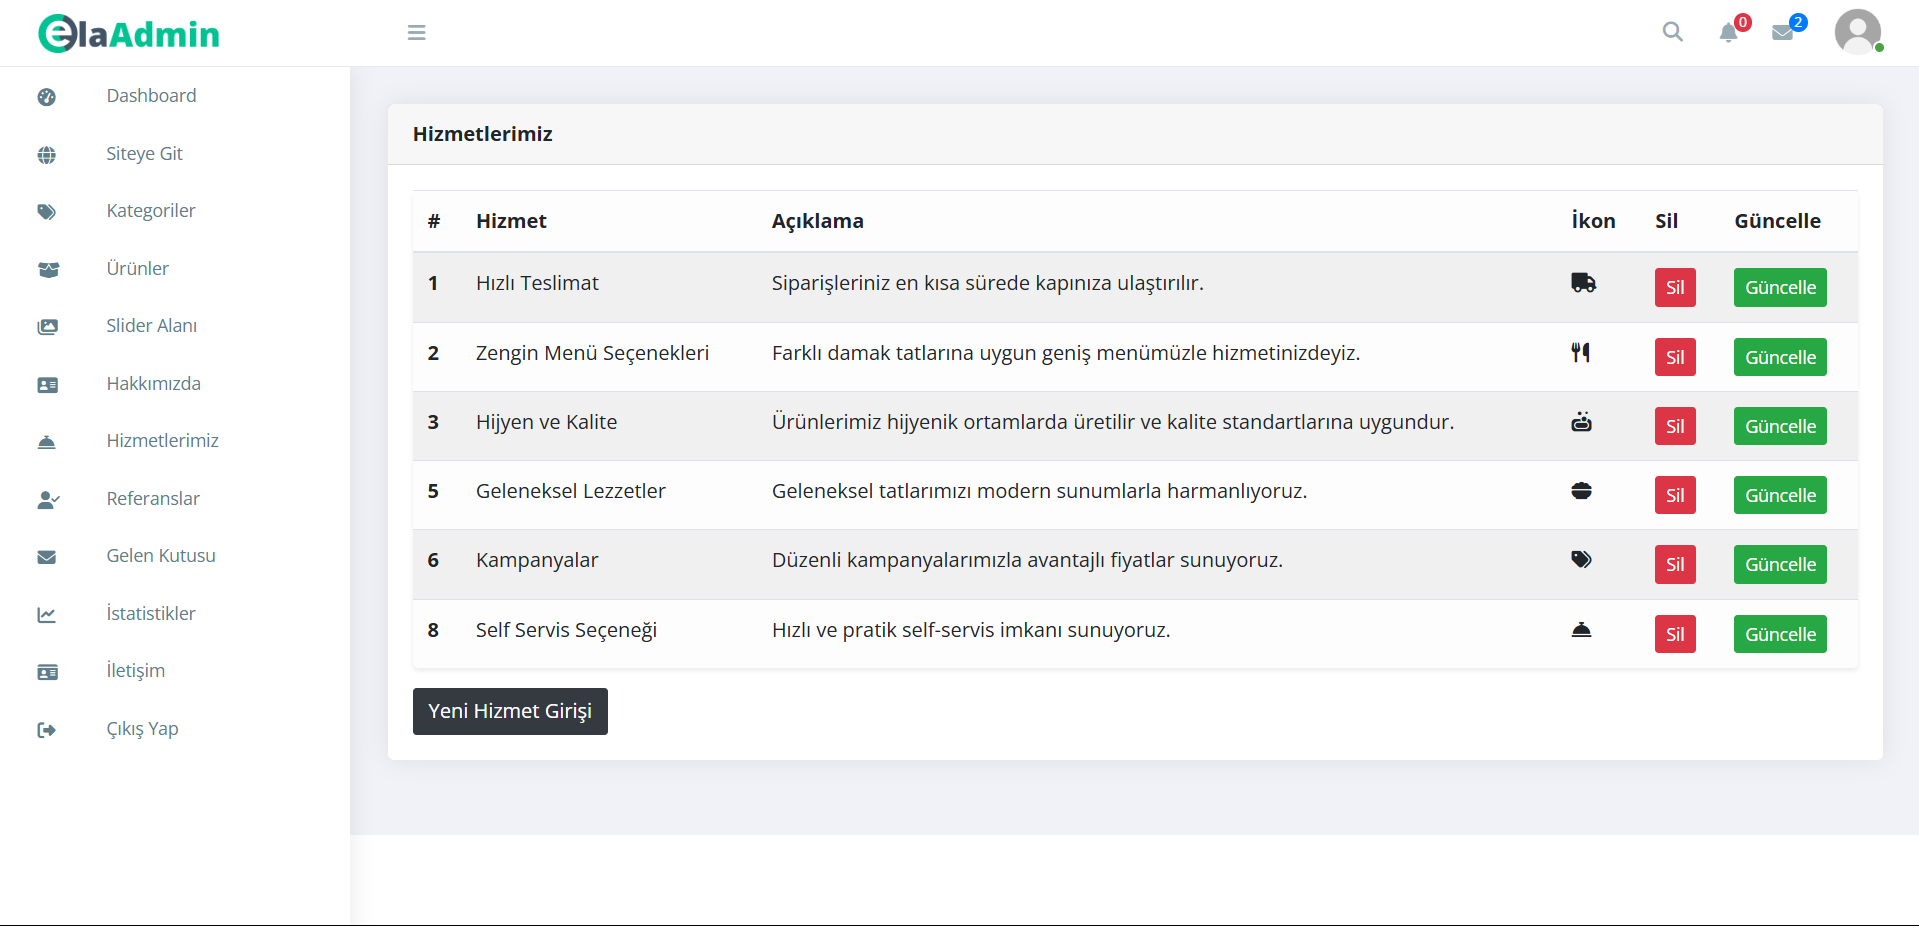 elaAdmin
0
2
Dashboard
Siteye Git
Kategoriler
Ürünler
Slider Alanı
Hakkımızda
Hizmetlerimiz
Referanslar
Gelen Kutusu
İstatistikler
İletişim
Çıkış Yap
Hizmetlerimiz
# Hizmet Açıklama İkon Sil Güncelle
1 Hızlı Teslimat Siparişleriniz en kısa sürede kapınıza ulaştırılır. Sil Güncelle
2 Zengin Menü Seçenekleri Farklı damak tatlarına uygun geniş menümüzle hizmetinizdeyiz. Sil Güncelle
3 Hijyen ve Kalite Ürünlerimiz hijyenik ortamlarda üretilir ve kalite standartlarına uygundur. Sil Güncelle
5 Geleneksel Lezzetler Geleneksel tatlarımızı modern sunumlarla harmanlıyoruz. Sil Güncelle
6 Kampanyalar Düzenli kampanyalarımızla avantajlı fiyatlar sunuyoruz. Sil Güncelle
8 Self Servis Seçeneği Hızlı ve pratik self-servis imkanı sunuyoruz. Sil Güncelle
Yeni Hizmet Girişi